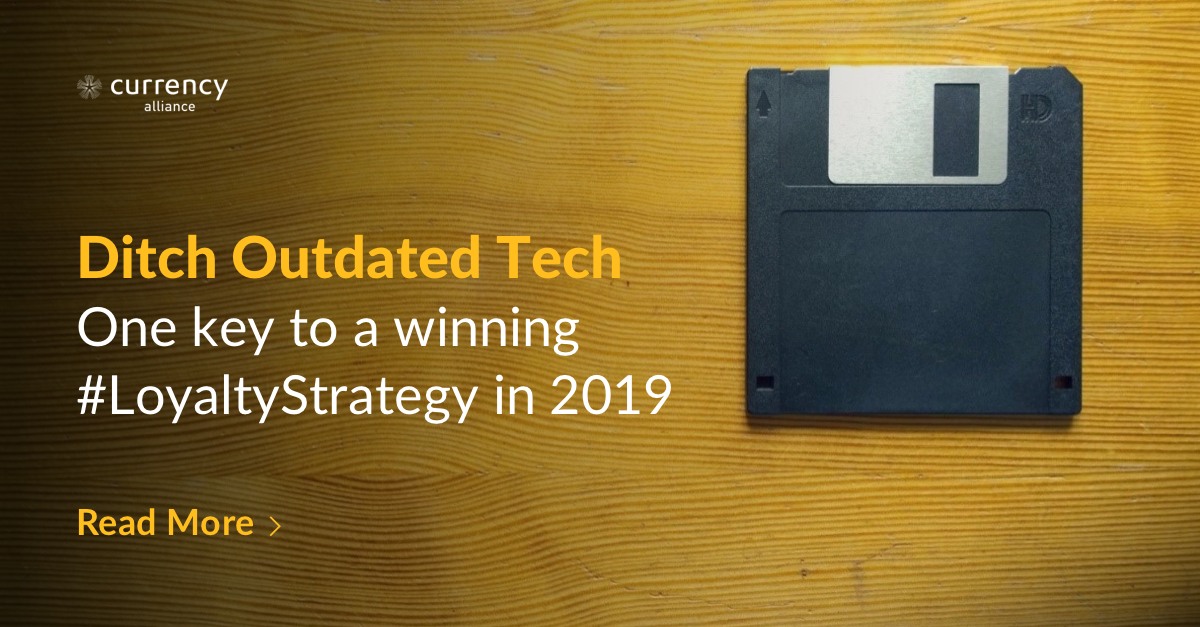 currency
alliance
HD
Ditch Outdated Tech
One key to a winning
#LoyaltyStrategy in 2019
Read More >